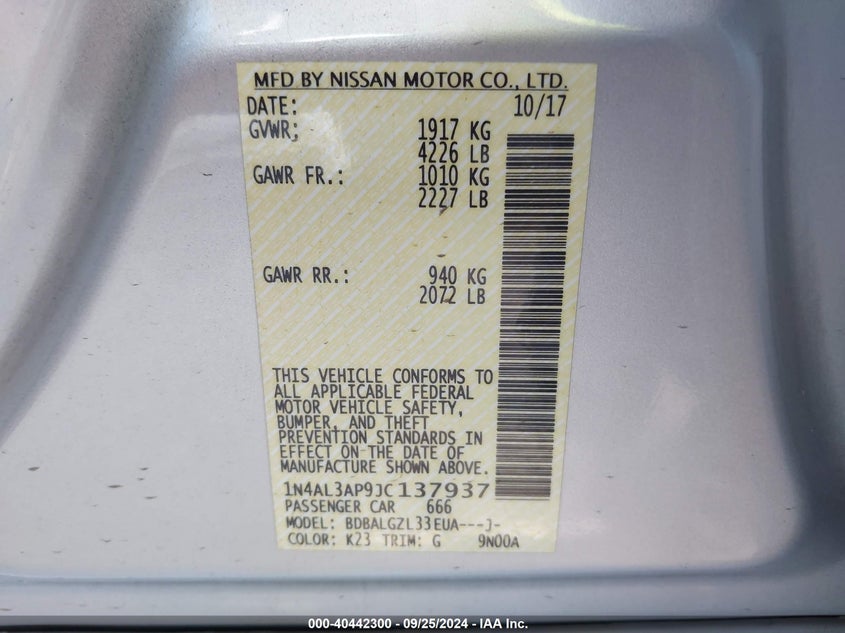 MFD BY NISSAN MOTOR CO., LTD.
DATE: 10/17
GVWR: 1917 KG
4226 LB
GAWR FR.: 1010 KG
2227 LB
GAWR RR.: 940 KG
2072 LB
THIS VEHICLE CONFORMS TO
ALL APPLICABLE FEDERAL
MOTOR VEHICLE SAFETY,
BUMPER, AND THEFT
PREVENTION STANDARDS IN
EFFECT ON THE DATE OF
MANUFACTURE SHOWN ABOVE.
1N4AL3AP9JC137937
PASSENGER CAR 666
MODEL: BDBALGZL33EUA---J-
COLOR: K23 TRIM: G 9N00A
000-40442300 - 09/25/2024 - IAA Inc.